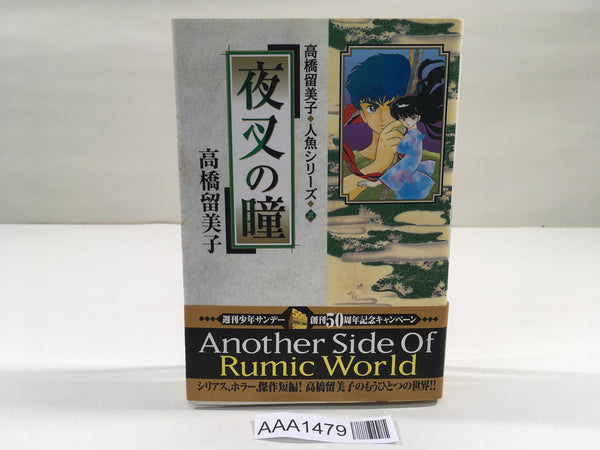 高橋留美子◆人魚シリーズ◆三
夜叉の瞳
高橋留美子
週刊少年サンデー 50th Sunday 創刊50周年記念キャンペーン
Another Side Of
Rumic World
シリアス、ホラー、傑作短編! 高橋留美子のもうひとつの世界!!
AAA1479